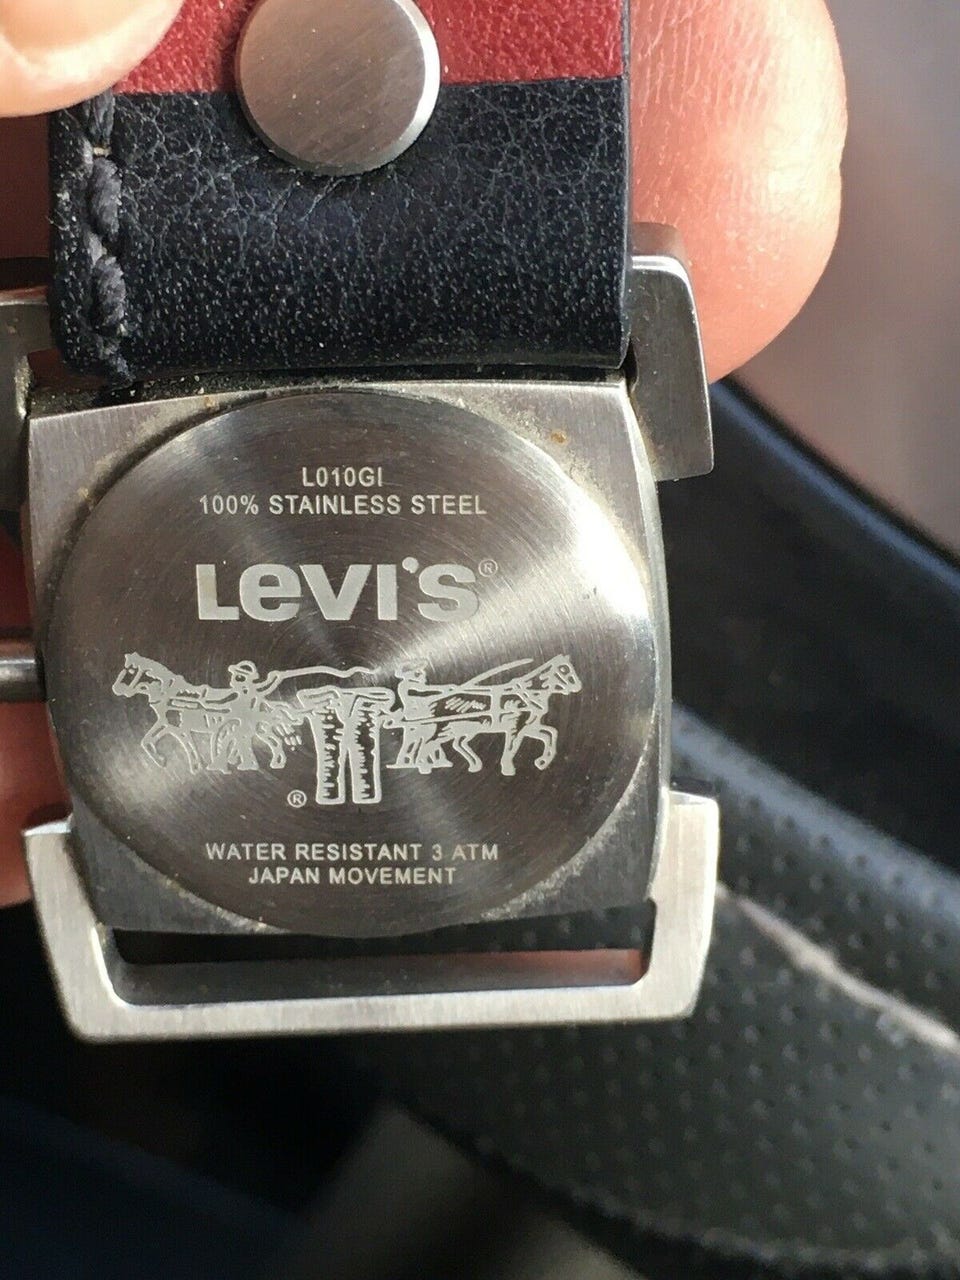 L010GI
100% STAINLESS STEEL
Levi's®
®
WATER RESISTANT 3 ATM
JAPAN MOVEMENT